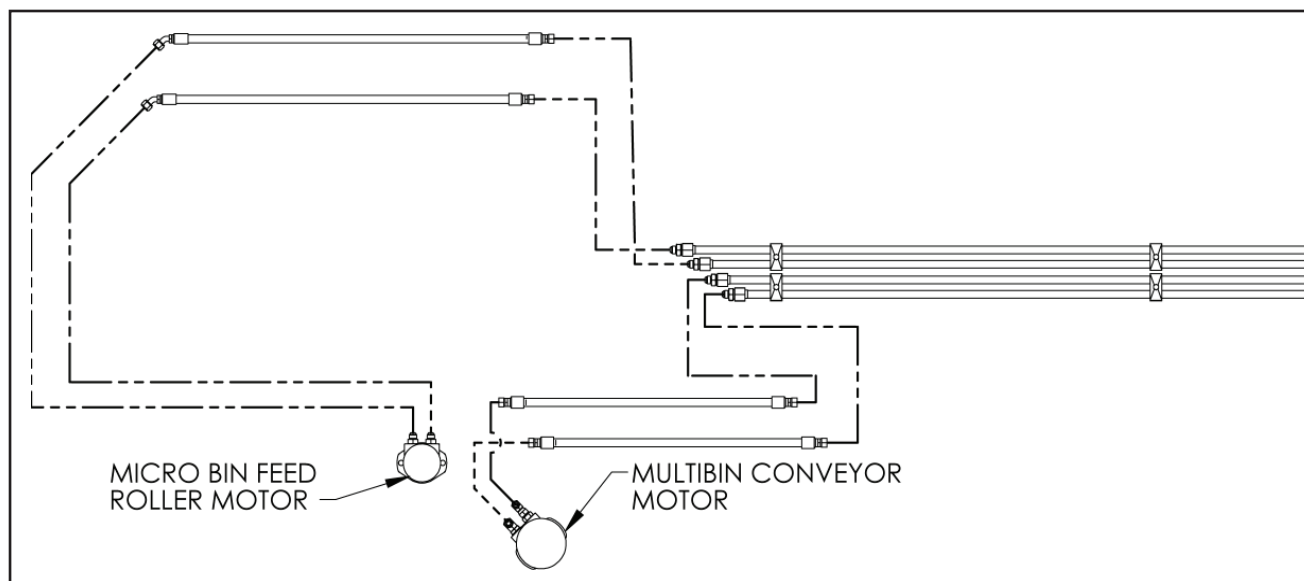 MICRO BIN FEED
ROLLER MOTOR
MULTIBIN CONVEYOR
MOTOR